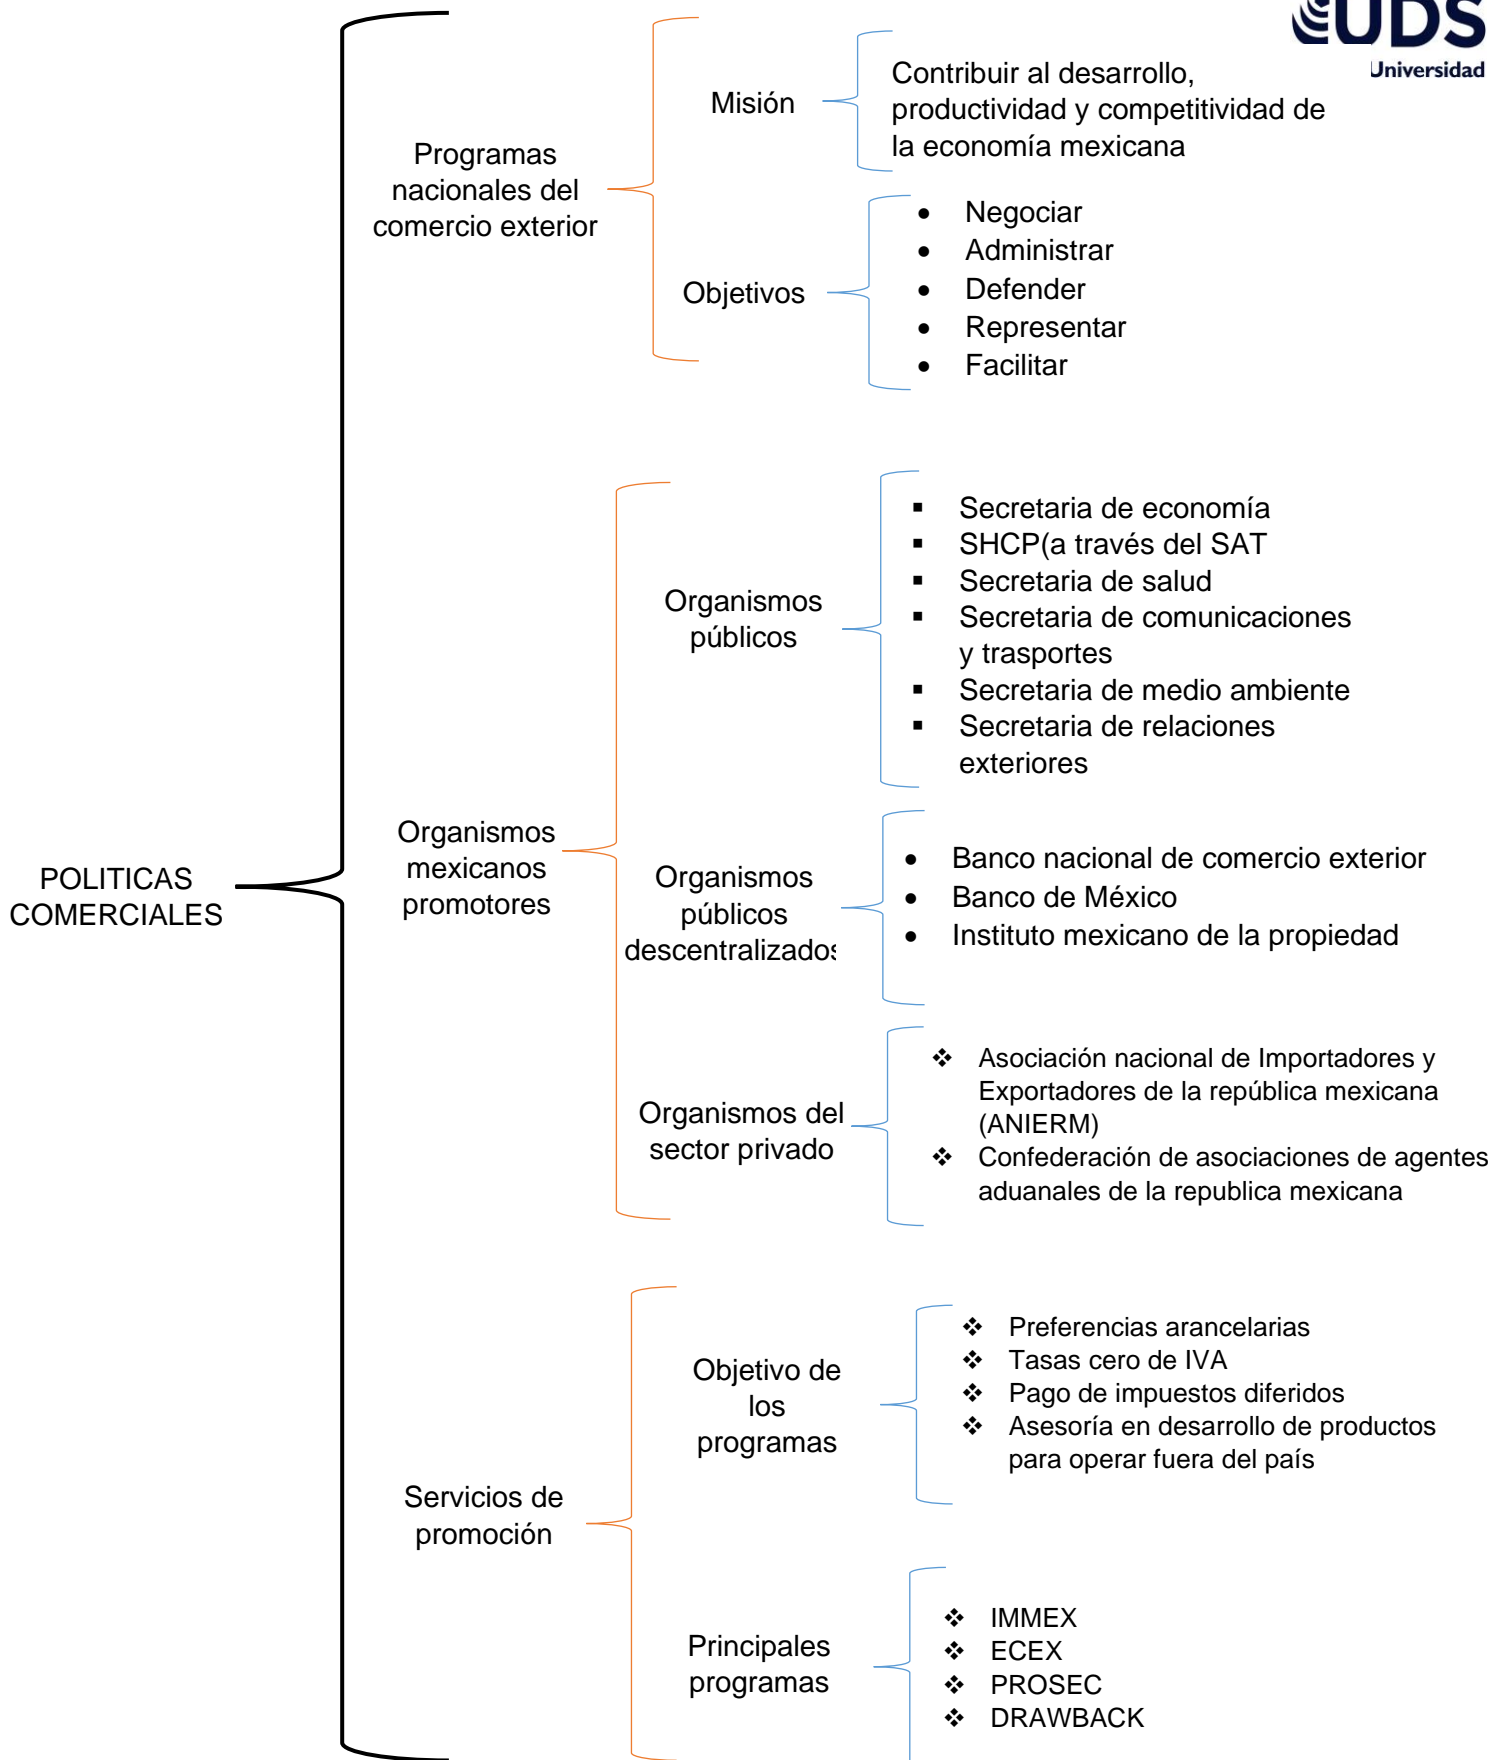 UDS
Universidad
Misión
Contribuir al desarrollo,
productividad y competitividad de
la economía mexicana
Programas
nacionales del
comercio exterior
Objetivos
• Negociar
• Administrar
• Defender
• Representar
• Facilitar
POLITICAS
COMERCIALES
Organismos
mexicanos
promotores
Organismos
públicos
▪ Secretaria de economía
▪ SHCP(a través del SAT
▪ Secretaria de salud
▪ Secretaria de comunicaciones
y trasportes
▪ Secretaria de medio ambiente
▪ Secretaria de relaciones
exteriores
Organismos
públicos
descentralizados
• Banco nacional de comercio exterior
• Banco de México
• Instituto mexicano de la propiedad
Organismos del
sector privado
❖ Asociación nacional de Importadores y
Exportadores de la república mexicana
(ANIERM)
❖ Confederación de asociaciones de agentes
aduanales de la republica mexicana
Servicios de
promoción
Objetivo de
los
programas
❖ Preferencias arancelarias
❖ Tasas cero de IVA
❖ Pago de impuestos diferidos
❖ Asesoría en desarrollo de productos
para operar fuera del país
Principales
programas
❖ IMMEX
❖ ECEX
❖ PROSEC
❖ DRAWBACK